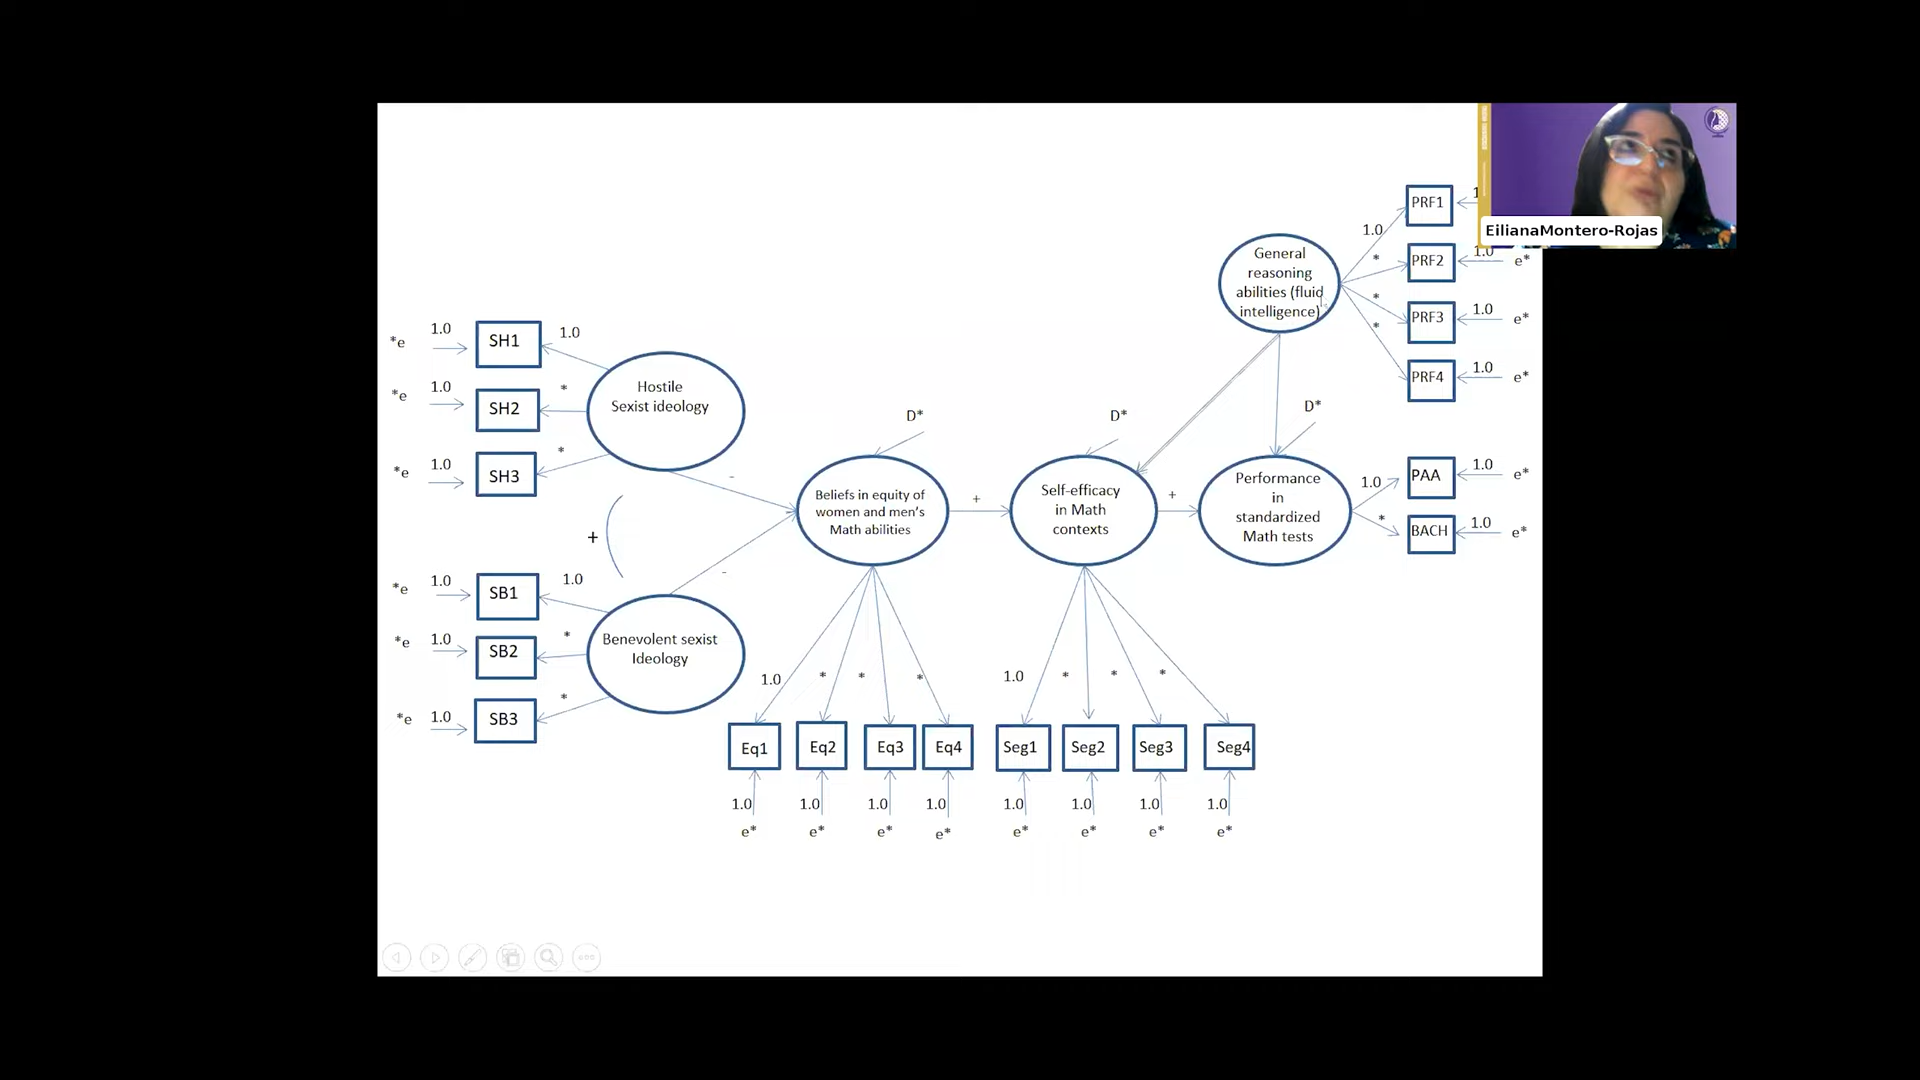 EilianaMontero-Rojas
PRF1
1.0
General
reasoning
abilities (fluid
intelligence)
*
PRF2
1.0
e*
*
PRF3
1.0
e*
*
PRF4
1.0
e*
*e
1.0
SH1
1.0
*e
1.0
SH2
*
*e
1.0
SH3
*
Hostile
Sexist ideology
-
+
-
*e
1.0
SB1
1.0
*e
1.0
SB2
*
*e
1.0
SB3
*
Benevolent sexist
Ideology
D*
Beliefs in equity of
women and men's
Math abilities
+
D*
Self-efficacy
in Math
contexts
+
D*
Performance
in
standardized
Math tests
1.0
PAA
1.0
e*
*
BACH
1.0
e*
1.0 * * *
Eq1 Eq2 Eq3 Eq4
1.0 1.0 1.0 1.0
e* e* e* e*
1.0 * * *
Seg1 Seg2 Seg3 Seg4
1.0 1.0 1.0 1.0
e* e* e* e*